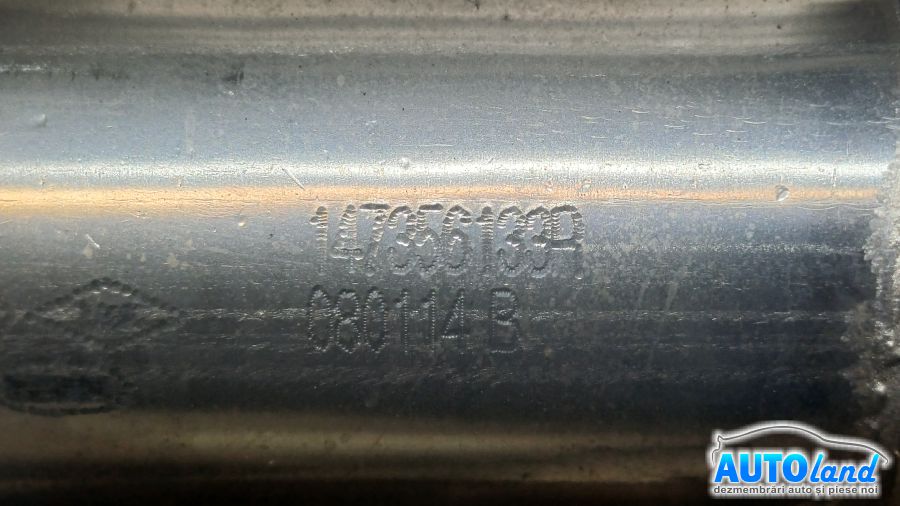 147356133R
080114 B
AUTOland
dezmembrări auto și piese noi